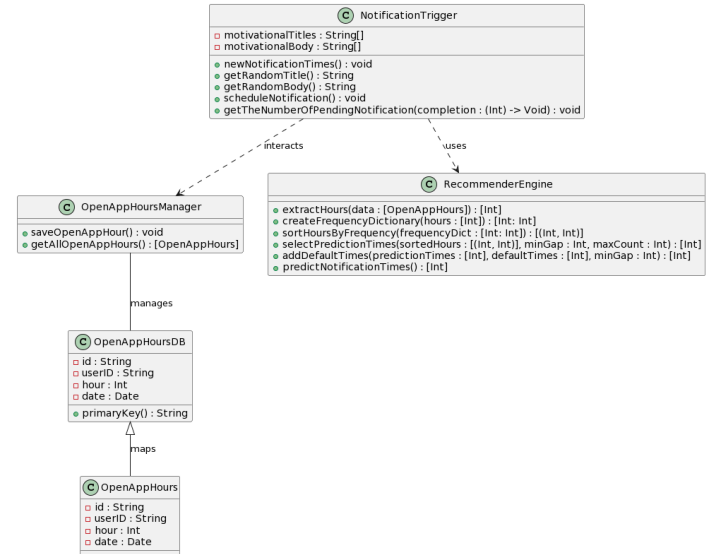 C NotificationTrigger
motivationalTitles : String[]
motivationalBody : String[]
newNotificationTimes() : void
getRandomTitle() : String
getRandomBody() : String
scheduleNotification() : void
getTheNumberOfPendingNotification(completion : (Int) -> Void) : void
interacts
uses
C OpenAppHoursManager
saveOpenAppHour() : void
getAllOpenAppHours() : [OpenAppHours]
C RecommenderEngine
extractHours(data : [OpenAppHours]) : [Int]
createFrequencyDictionary(hours : [Int]) : [Int: Int]
sortHoursByFrequency(frequencyDict : [Int: Int]) : [(Int, Int)]
selectPredictionTimes(sortedHours : [(Int, Int)], minGap : Int, maxCount : Int) : [Int]
addDefaultTimes(predictionTimes : [Int], defaultTimes : [Int], minGap : Int) : [Int]
predictNotificationTimes() : [Int]
manages
C OpenAppHoursDB
id : String
userID : String
hour : Int
date : Date
primaryKey() : String
maps
C OpenAppHours
id : String
userID : String
hour : Int
date : Date